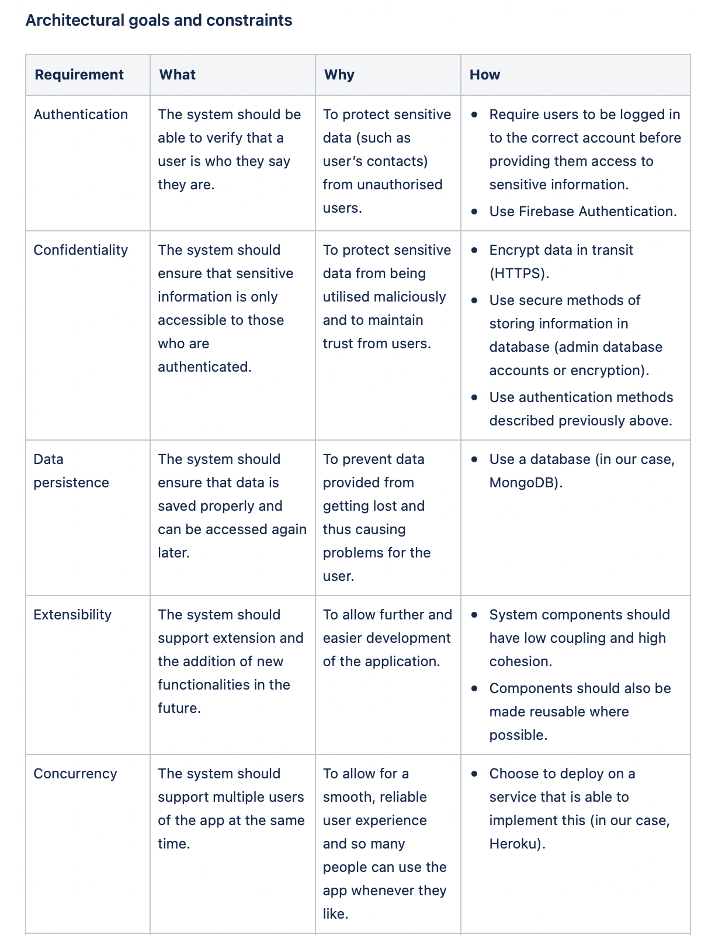 Architectural goals and constraints
Requirement
What
Why
How
Authentication
The system should be
able to verify that a
user is who they say
they are.
To protect sensitive
data (such as
user’s contacts)
from unauthorised
users.
• Require users to be logged in
to the correct account before
providing them access to
sensitive information.
• Use Firebase Authentication.
Confidentiality
The system should
ensure that sensitive
information is only
accessible to those
who are
authenticated.
To protect sensitive
data from being
utilised maliciously
and to maintain
trust from users.
• Encrypt data in transit
(HTTPS).
• Use secure methods of
storing information in
database (admin database
accounts or encryption).
• Use authentication methods
described previously above.
Data
persistence
The system should
ensure that data is
saved properly and
can be accessed again
later.
To prevent data
provided from
getting lost and
thus causing
problems for the
user.
• Use a database (in our case,
MongoDB).
Extensibility
The system should
support extension and
the addition of new
functionalities in the
future.
To allow further and
easier development
of the application.
• System components should
have low coupling and high
cohesion.
• Components should also be
made reusable where
possible.
Concurrency
The system should
support multiple users
of the app at the same
time.
To allow for a
smooth, reliable
user experience
and so many
people can use the
app whenever they
like.
• Choose to deploy on a
service that is able to
implement this (in our case,
Heroku).